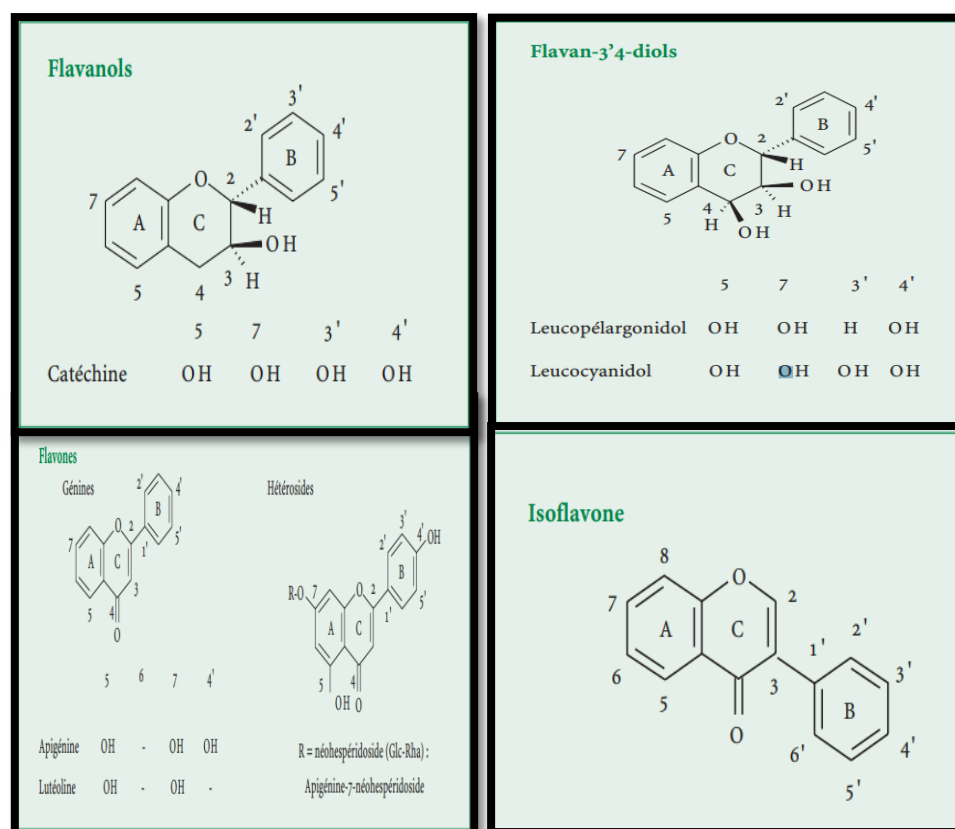 Flavanols
3'
2' 4'
B
O 2 5'
7 H
A C OH
3 H
5 4
5 7 3' 4'
Catéchine OH OH OH OH
Flavan-3'4-diols
2' 4'
B
O 2 5'
7 H
A C OH
4 3 H
5 H OH
5 7 3' 4'
Leucopélargonidol OH OH H OH
Leucocyanidol OH OH OH OH
Flavones
Génines
2' 4'
B
O 2 5'
7 1'
A C
3
5 4
O
5 6 7 4'
Apigénine OH - OH OH
Lutéoline OH - OH -
Hétérosides
3' 4' OH
2' B
R-O 7 O 2 5'
1'
A C
5 4
OH O
R = néohespéridoside (Glc-Rha) :
Apigénine-7-néohespéridoside
Isoflavone
8 O
7 2
A C 1' 2'
6 3 3'
5 B
O 6' 4'
5'